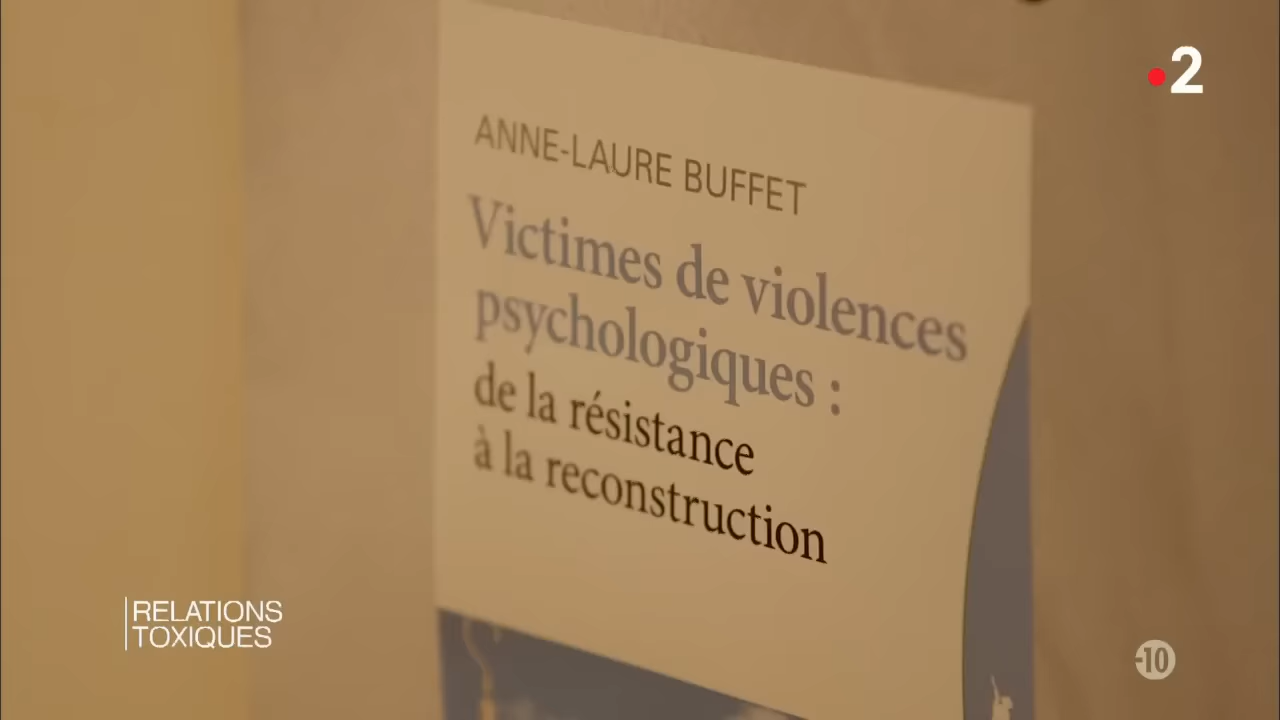 2
ANNE-LAURE BUFFET
Victimes de violences
psychologiques :
de la résistance
à la reconstruction
RELATIONS
TOXIQUES
-10